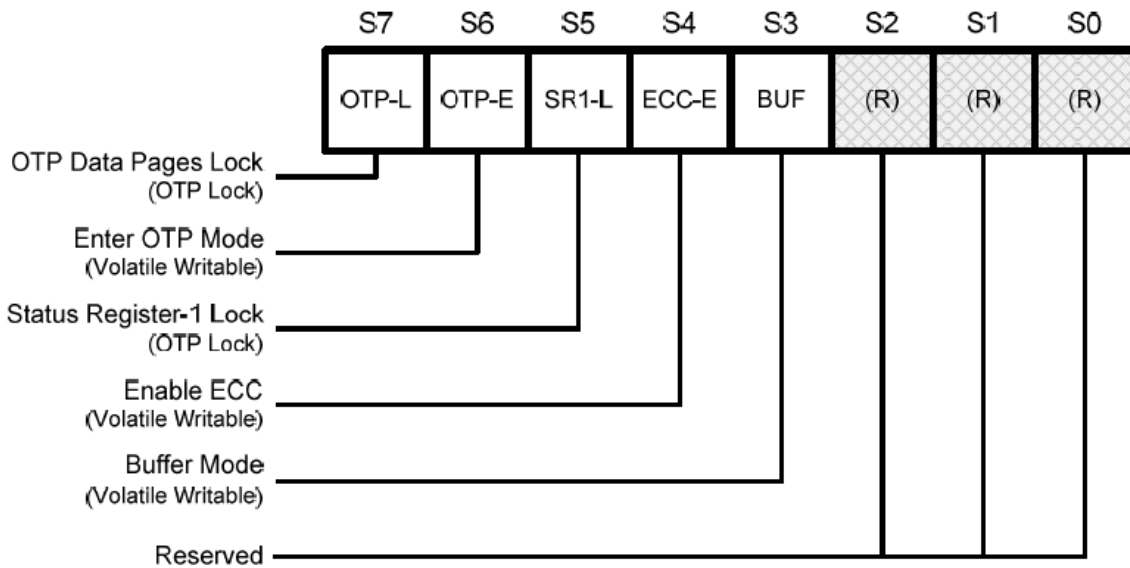 S7 S6 S5 S4 S3 S2 S1 S0
OTP-L OTP-E SR1-L ECC-E BUF (R) (R) (R)
OTP Data Pages Lock
(OTP Lock)
Enter OTP Mode
(Volatile Writable)
Status Register-1 Lock
(OTP Lock)
Enable ECC
(Volatile Writable)
Buffer Mode
(Volatile Writable)
Reserved